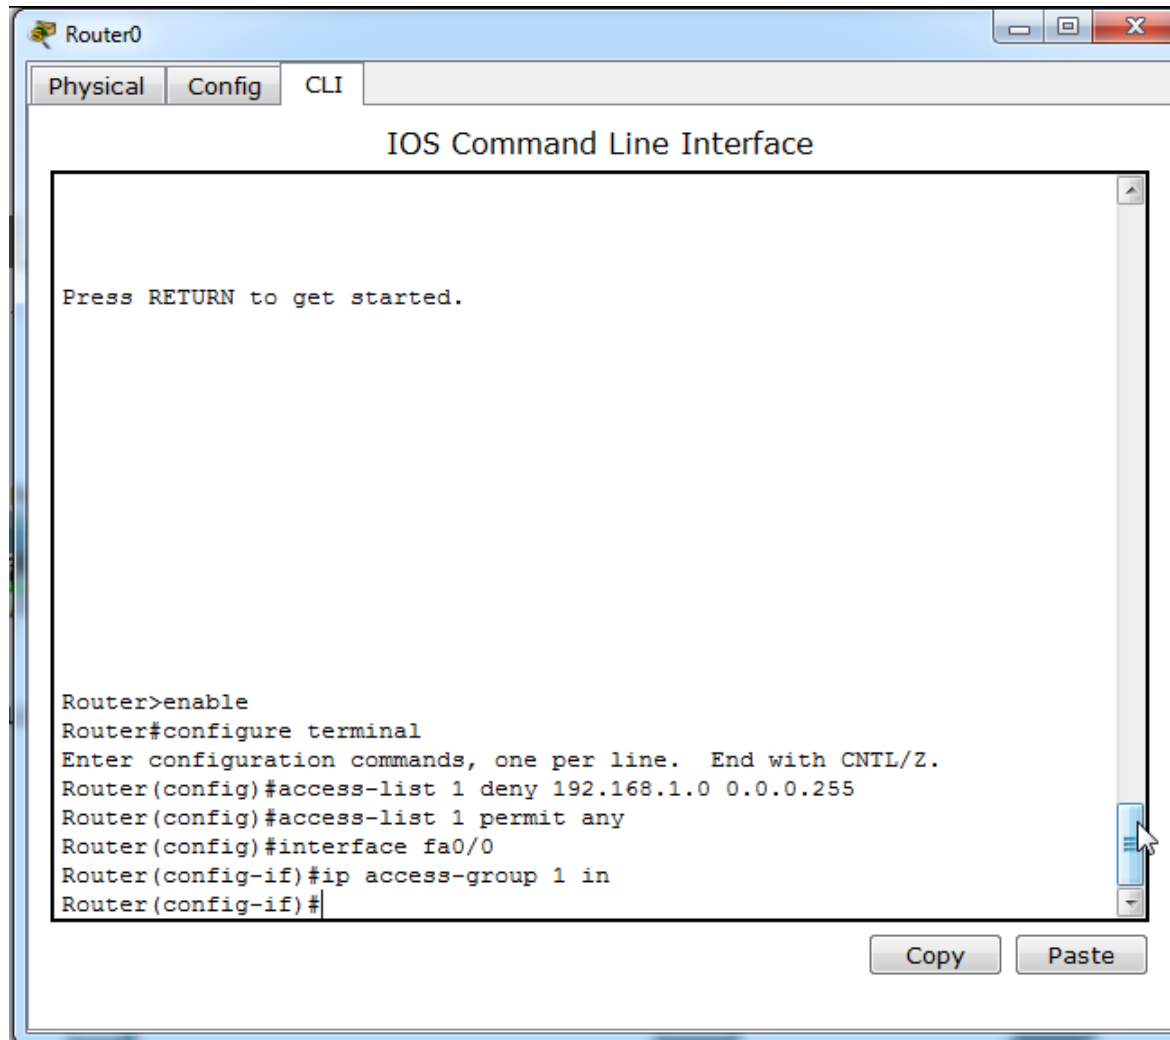 Router0
Physical Config CLI
IOS Command Line Interface
Press RETURN to get started.
Router>enable
Router#configure terminal
Enter configuration commands, one per line.  End with CNTL/Z.
Router(config)#access-list 1 deny 192.168.1.0 0.0.0.255
Router(config)#access-list 1 permit any
Router(config)#interface fa0/0
Router(config-if)#ip access-group 1 in
Router(config-if)#
Copy Paste